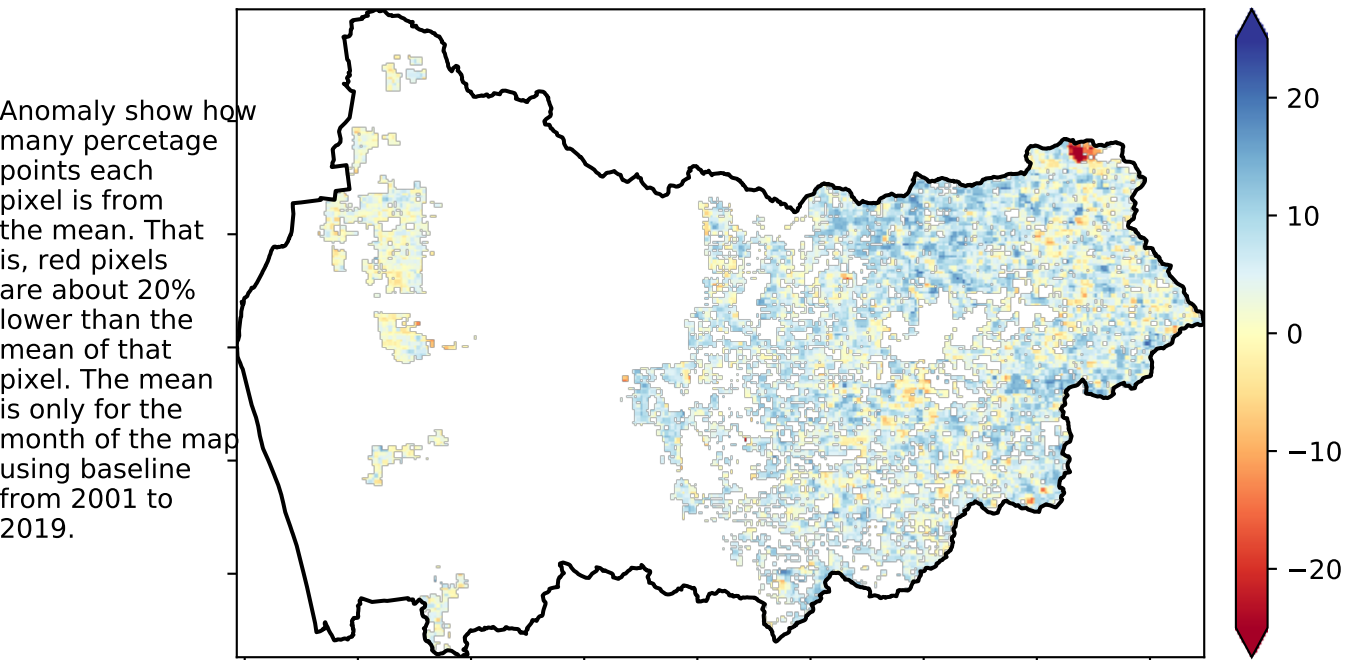 Anomaly show how
many percetage
points each
pixel is from
the mean. That
is, red pixels
are about 20%
lower than the
mean of that
pixel. The mean
is only for the
month of the map
using baseline
from 2001 to
2019.
20
10
0
−10
−20